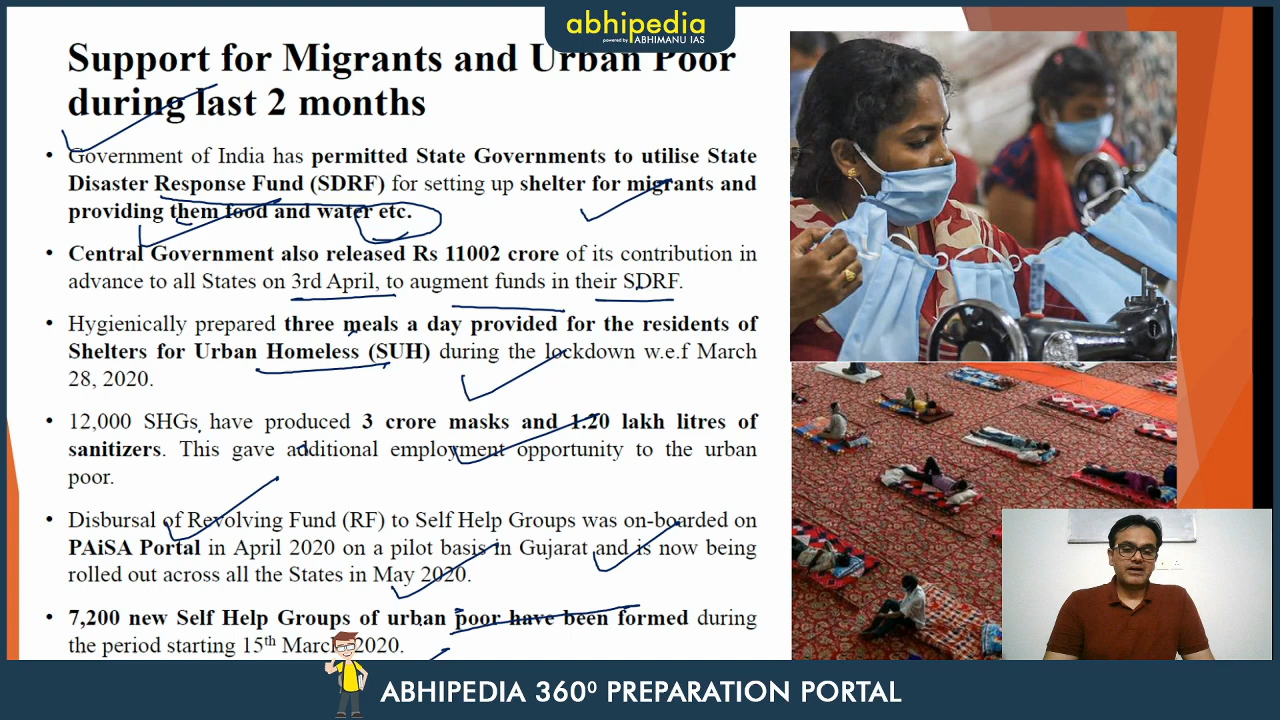 abhipedia
powered by ABHIMANU IAS
Support for Migrants and Urban Poor
during last 2 months
• Government of India has permitted State Governments to utilise State
Disaster Response Fund (SDRF) for setting up shelter for migrants and
providing them food and water etc.
• Central Government also released Rs 11002 crore of its contribution in
advance to all States on 3rd April, to augment funds in their SDRF.
• Hygienically prepared three meals a day provided for the residents of
Shelters for Urban Homeless (SUH) during the lockdown w.e.f March
28, 2020.
• 12,000 SHGs have produced 3 crore masks and 1.20 lakh litres of
sanitizers. This gave additional employment opportunity to the urban
poor.
• Disbursal of Revolving Fund (RF) to Self Help Groups was on-boarded on
PAiSA Portal in April 2020 on a pilot basis in Gujarat and is now being
rolled out across all the States in May 2020.
• 7,200 new Self Help Groups of urban poor have been formed during
the period starting 15th March 2020.
ABHIPEDIA 360⁰ PREPARATION PORTAL